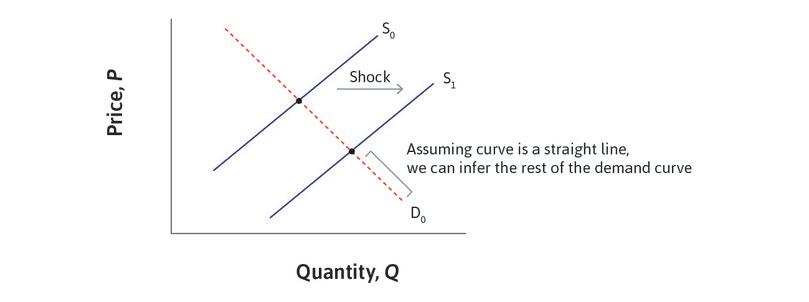 S0
Shock
S1
Price, P
Assuming curve is a straight line,
we can infer the rest of the demand curve
D0
Quantity, Q